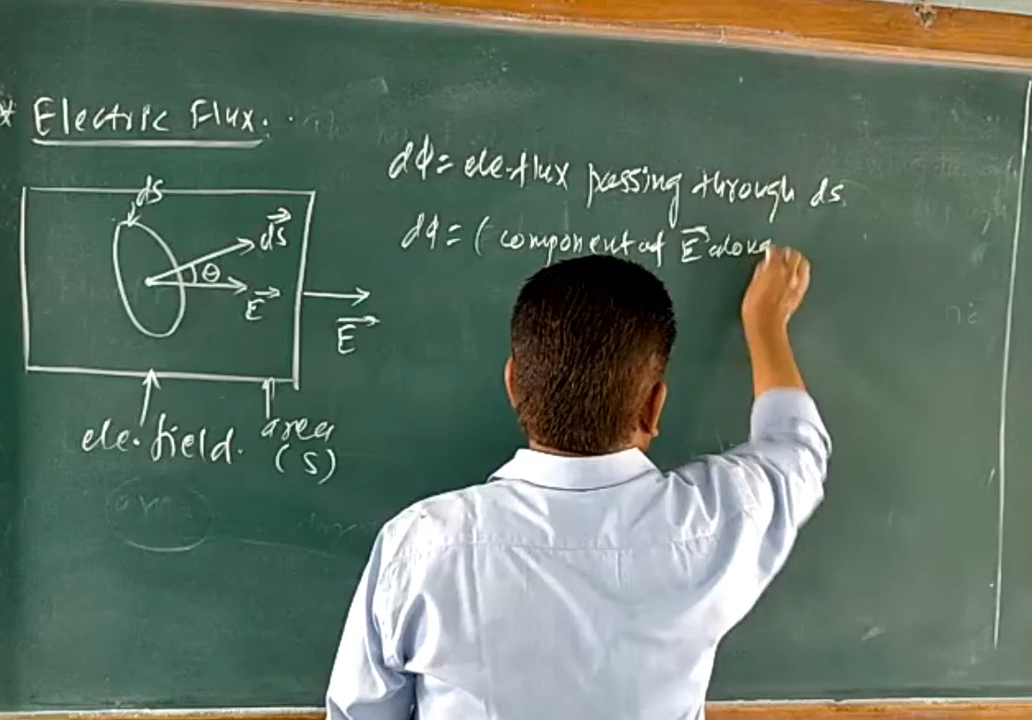 * Electric Flux.
ds
ds
θ
E
E
ele. field.
area
(S)
dϕ = ele. flux passing through ds.
dϕ = ( component of E along